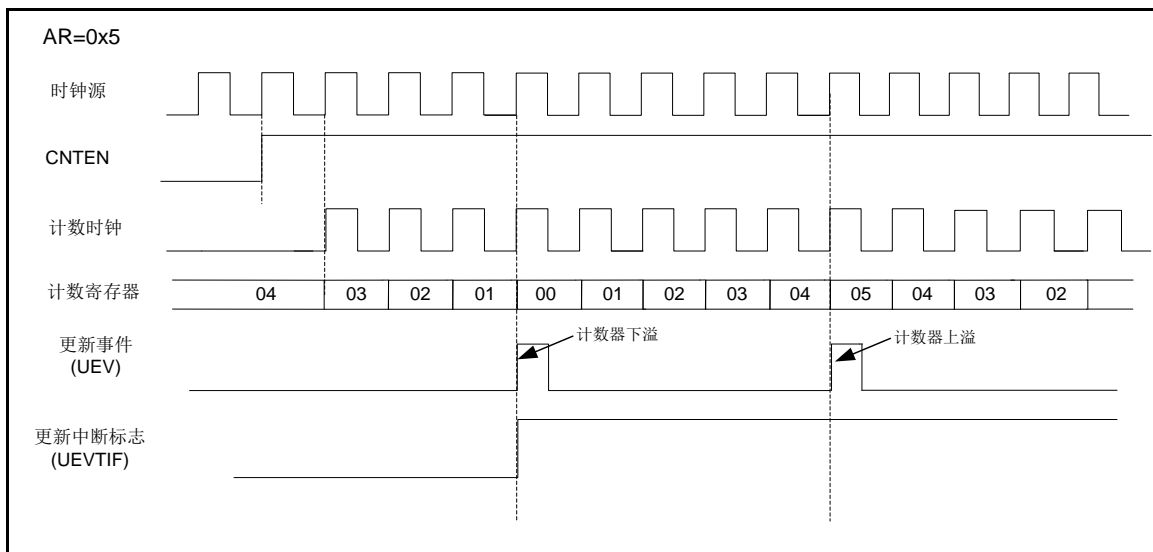 AR=0x5
时钟源
CNTEN
计数时钟
计数寄存器
04 03 02 01 00 01 02 03 04 05 04 03 02
更新事件
(UEV)
计数器下溢
计数器上溢
更新中断标志
(UEVTIF)